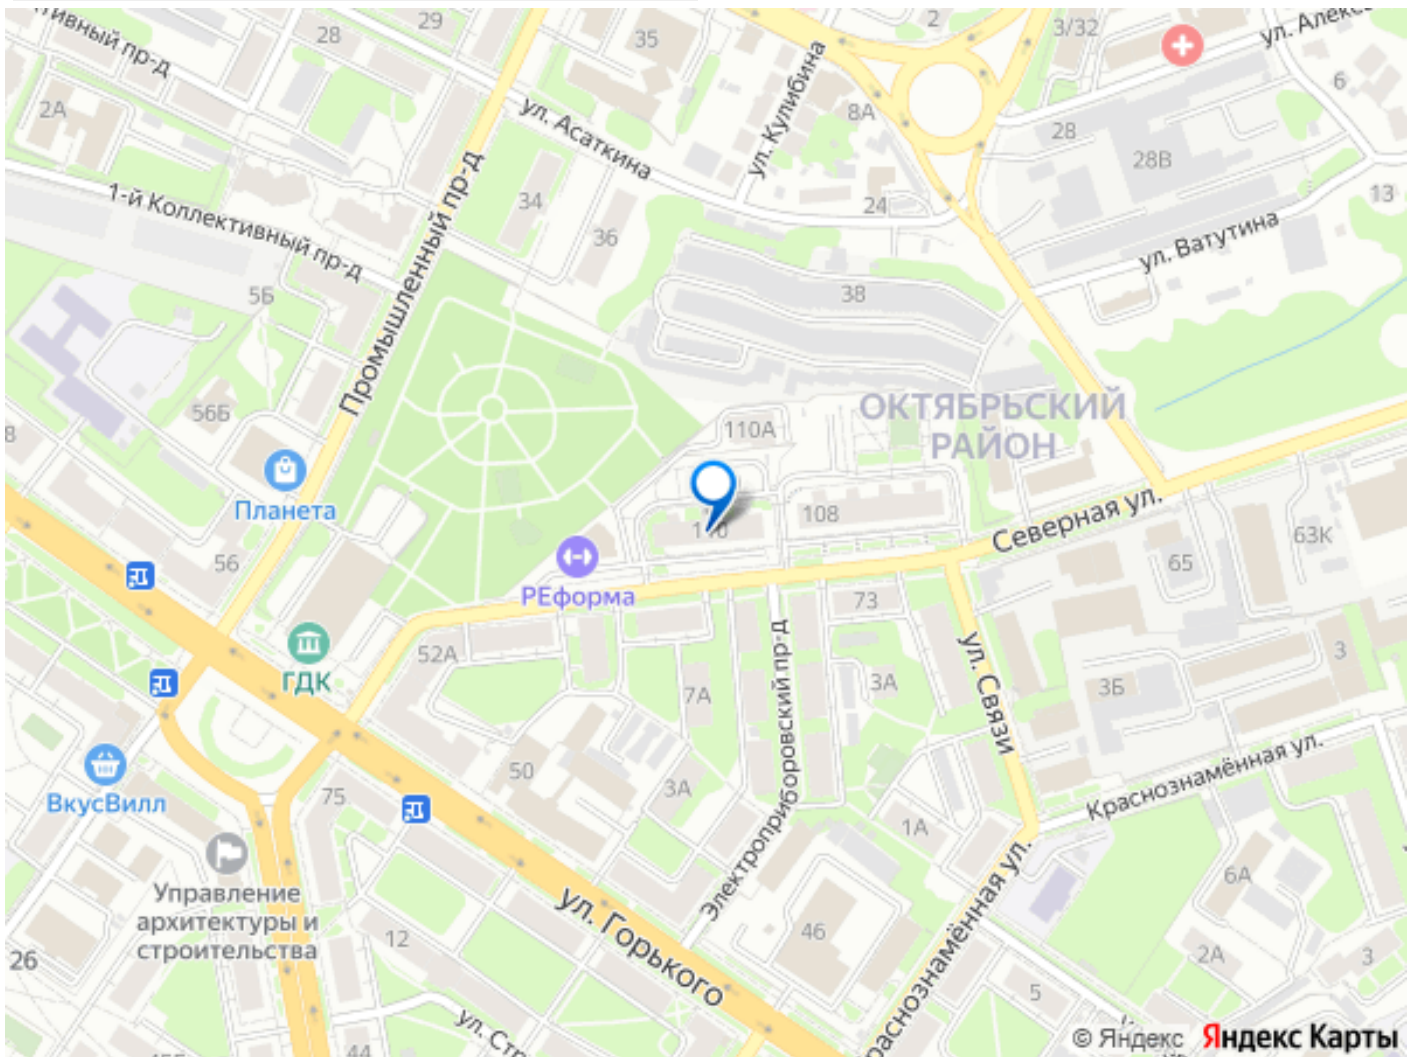 29
28
35
2
3/32
ул. Алекс
ивный пр-д
2А
ул. Асаткина
ул. Кулибина
8А
28
28В
6
13
1-й Коллективный пр-д
Промышленный пр-д
34
36
24
ул. Ватутина
5Б
38
56Б
8
110А
ОКТЯБРЬСКИЙ
РАЙОН
Планета
108
110
Северная ул.
63К
65
56
РЕформа
73
52А
ГДК
7А
3А
Электроприборовский пр-д
ул. Связи
3Б
3
ВкусВилл
50
3А
75
Краснознамённая ул.
1А
Управление
архитектуры и
строительства
6А
26
12
ул. Горького
46
Краснознамённая ул.
2А
3
5
ул. Стр
44
© Яндекс Яндекс Карты